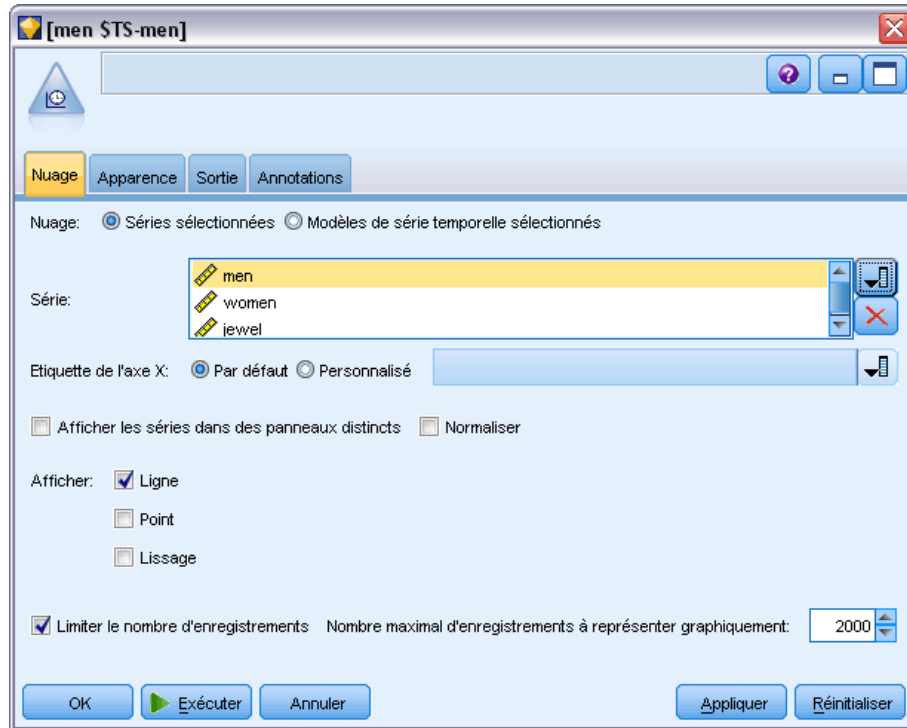 [men $TS-men]
Nuage Apparence Sortie Annotations
Nuage: Séries sélectionnées Modèles de série temporelle sélectionnés
Série:
men
women
jewel
Etiquette de l'axe X: Par défaut Personnalisé
Afficher les séries dans des panneaux distincts Normaliser
Afficher: Ligne
Point
Lissage
Limiter le nombre d'enregistrements Nombre maximal d'enregistrements à représenter graphiquement: 2000
OK Exécuter Annuler Appliquer Réinitialiser